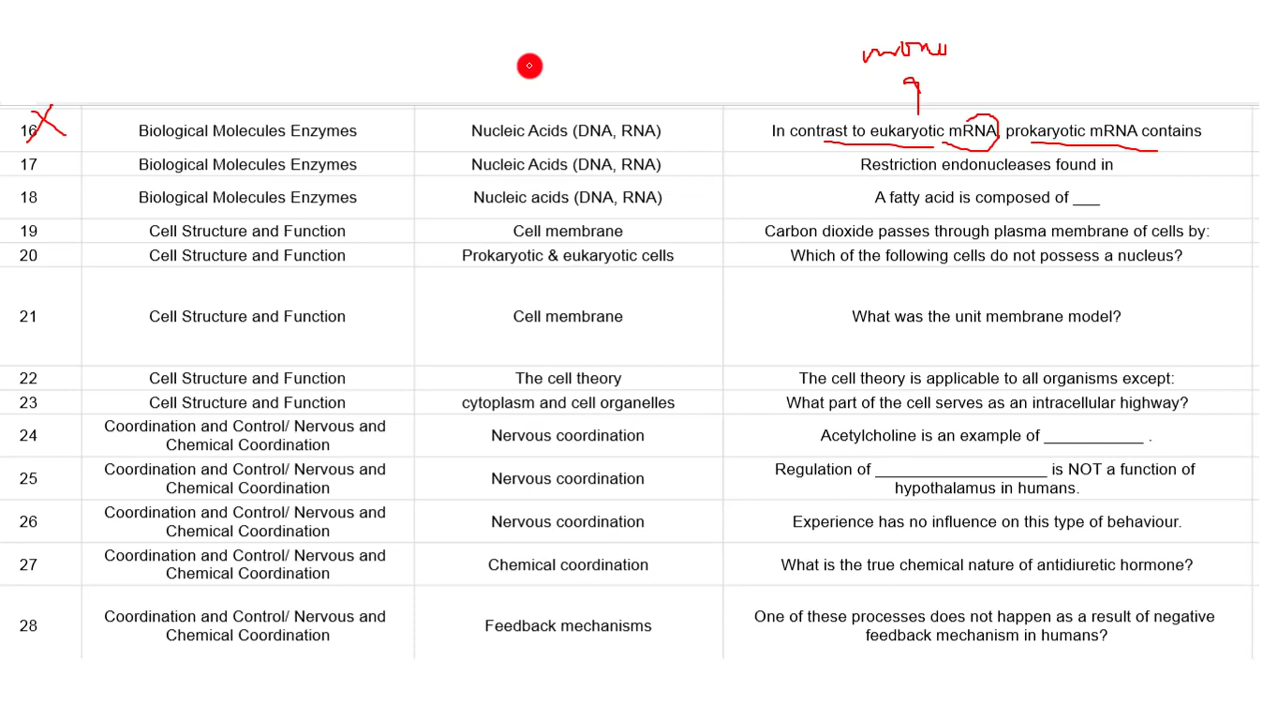 16 Biological Molecules Enzymes Nucleic Acids (DNA, RNA) In contrast to eukaryotic mRNA, prokaryotic mRNA contains
17 Biological Molecules Enzymes Nucleic Acids (DNA, RNA) Restriction endonucleases found in
18 Biological Molecules Enzymes Nucleic acids (DNA, RNA) A fatty acid is composed of ___
19 Cell Structure and Function Cell membrane Carbon dioxide passes through plasma membrane of cells by:
20 Cell Structure and Function Prokaryotic & eukaryotic cells Which of the following cells do not possess a nucleus?
21 Cell Structure and Function Cell membrane What was the unit membrane model?
22 Cell Structure and Function The cell theory The cell theory is applicable to all organisms except:
23 Cell Structure and Function cytoplasm and cell organelles What part of the cell serves as an intracellular highway?
24 Coordination and Control/ Nervous and
Chemical Coordination Nervous coordination Acetylcholine is an example of ___________ .
25 Coordination and Control/ Nervous and
Chemical Coordination Nervous coordination Regulation of ___________________ is NOT a function of
hypothalamus in humans.
26 Coordination and Control/ Nervous and
Chemical Coordination Nervous coordination Experience has no influence on this type of behaviour.
27 Coordination and Control/ Nervous and
Chemical Coordination Chemical coordination What is the true chemical nature of antidiuretic hormone?
28 Coordination and Control/ Nervous and
Chemical Coordination Feedback mechanisms One of these processes does not happen as a result of negative
feedback mechanism in humans?